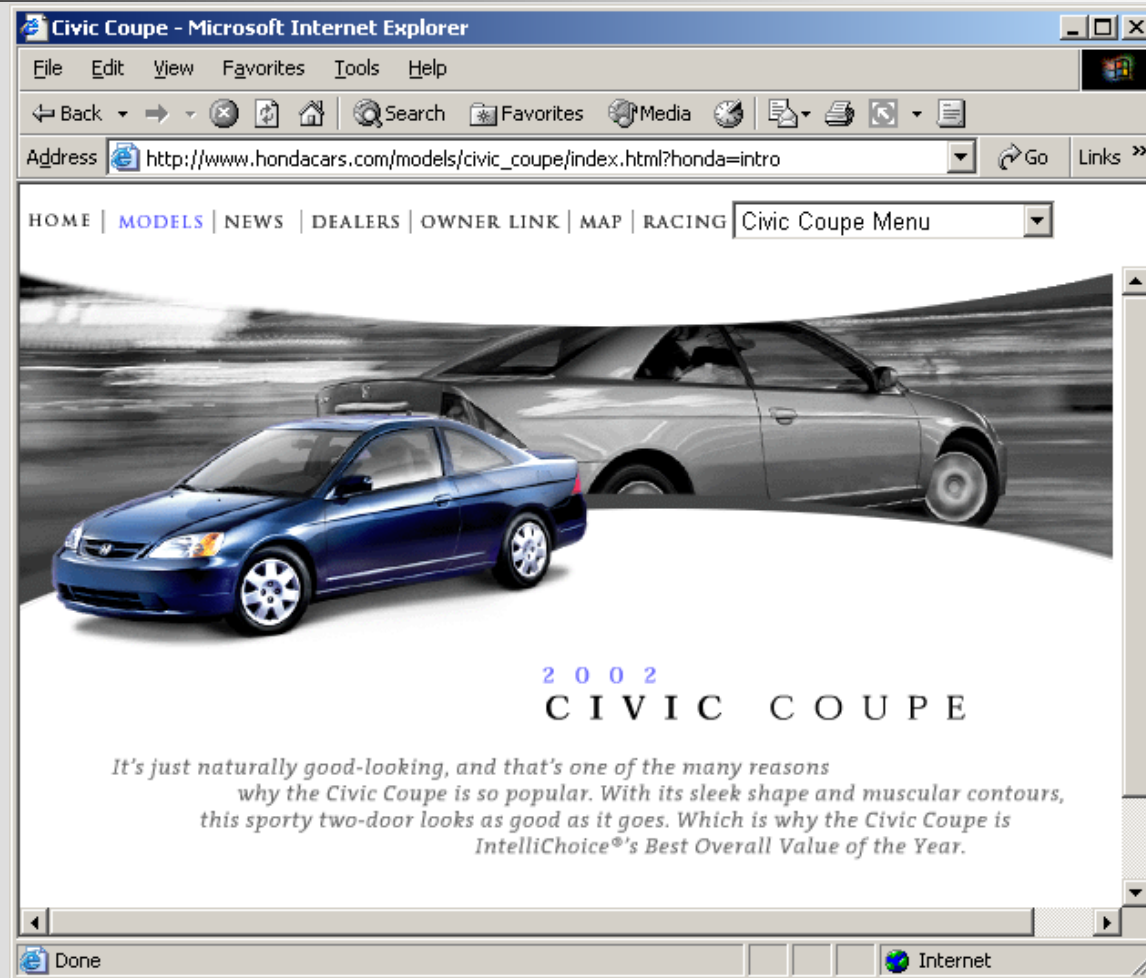 Civic Coupe - Microsoft Internet Explorer
File Edit View Favorites Tools Help
Back Search Favorites Media
Address http://www.hondacars.com/models/civic_coupe/index.html?honda=intro Go Links »
HOME | MODELS | NEWS | DEALERS | OWNER LINK | MAP | RACING Civic Coupe Menu
2002
CIVIC COUPE
It's just naturally good-looking, and that's one of the many reasons
why the Civic Coupe is so popular. With its sleek shape and muscular contours,
this sporty two-door looks as good as it goes. Which is why the Civic Coupe is
IntelliChoice®'s Best Overall Value of the Year.
Done Internet